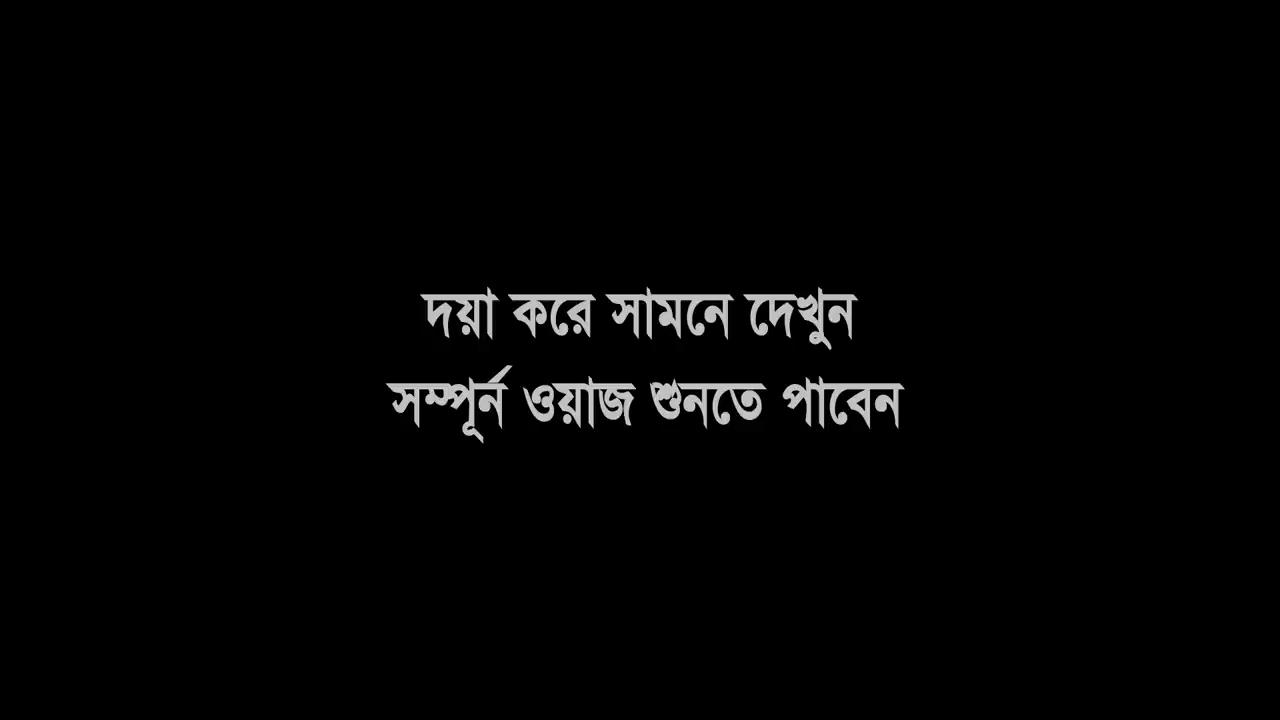 দয়া করে সামনে দেখুন
সম্পূর্ন ওয়াজ শুনতে পাবেন